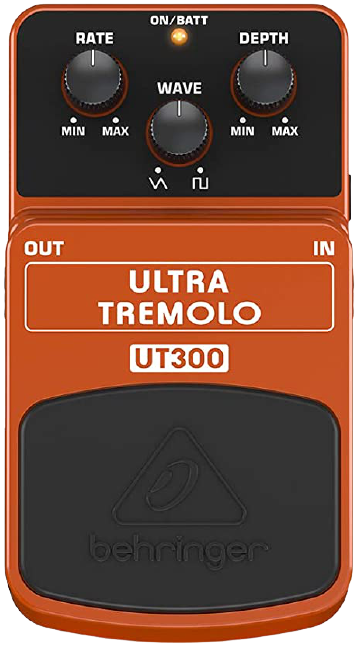 ON/BATT
RATE DEPTH
WAVE
MIN MAX MIN MAX
OUT IN
ULTRA
TREMOLO
UT300
behringer